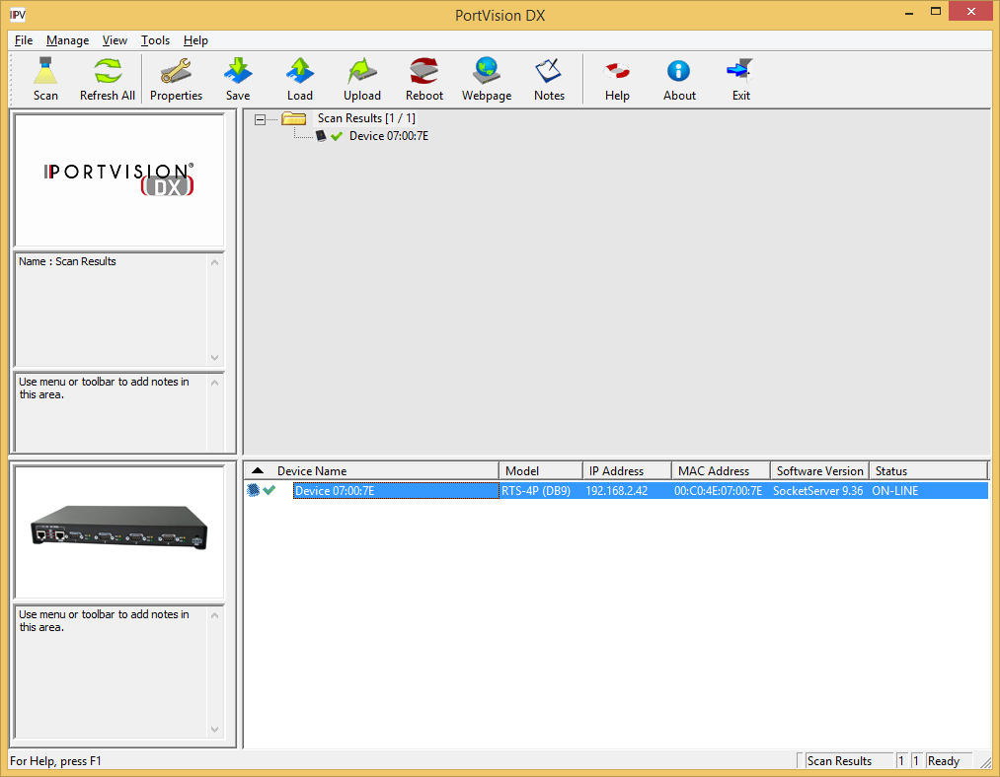 IPV
PortVision DX
File Manage View Tools Help
Scan Refresh All Properties Save Load Upload Reboot Webpage Notes Help About Exit
PORTVISION®
DX
Scan Results [1 / 1]
Device 07:00:7E
Name : Scan Results
Use menu or toolbar to add notes in
this area.
Device Name Model IP Address MAC Address Software Version Status
Device 07:00:7E RTS-4P (DB9) 192.168.2.42 00:C0:4E:07:00:7E SocketServer 9.36 ON-LINE
Use menu or toolbar to add notes in
this area.
For Help, press F1 Scan Results 1 1 Ready